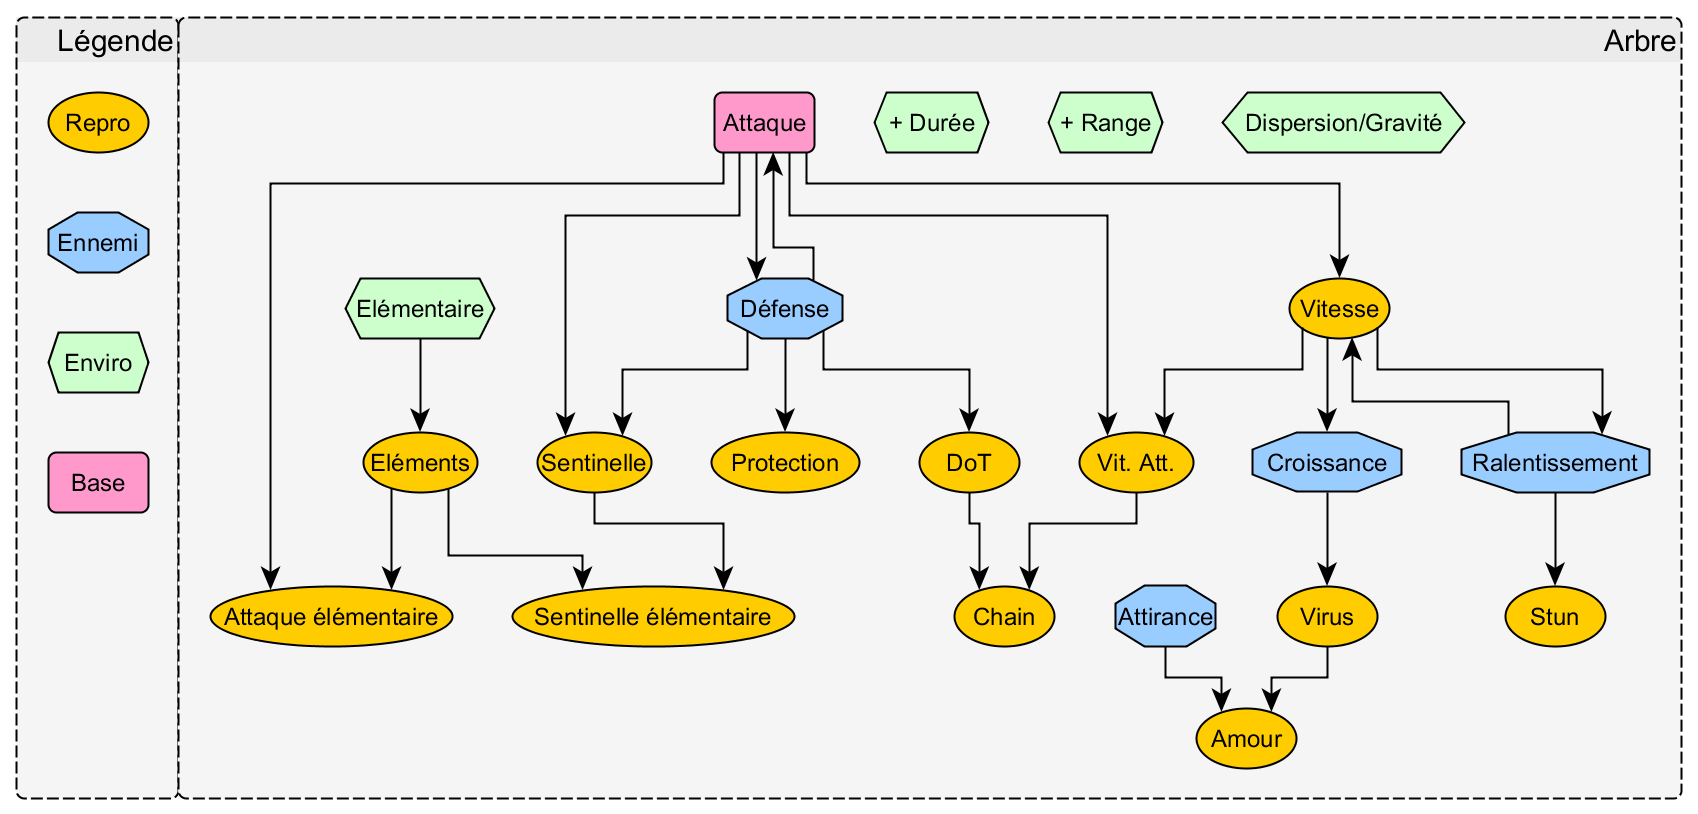 Légende
Repro
Ennemi
Enviro
Base
Arbre
Attaque
+ Durée
+ Range
Dispersion/Gravité
Elémentaire
Défense
Vitesse
Eléments
Sentinelle
Protection
DoT
Vit. Att.
Croissance
Ralentissement
Attaque élémentaire
Sentinelle élémentaire
Chain
Attirance
Virus
Stun
Amour